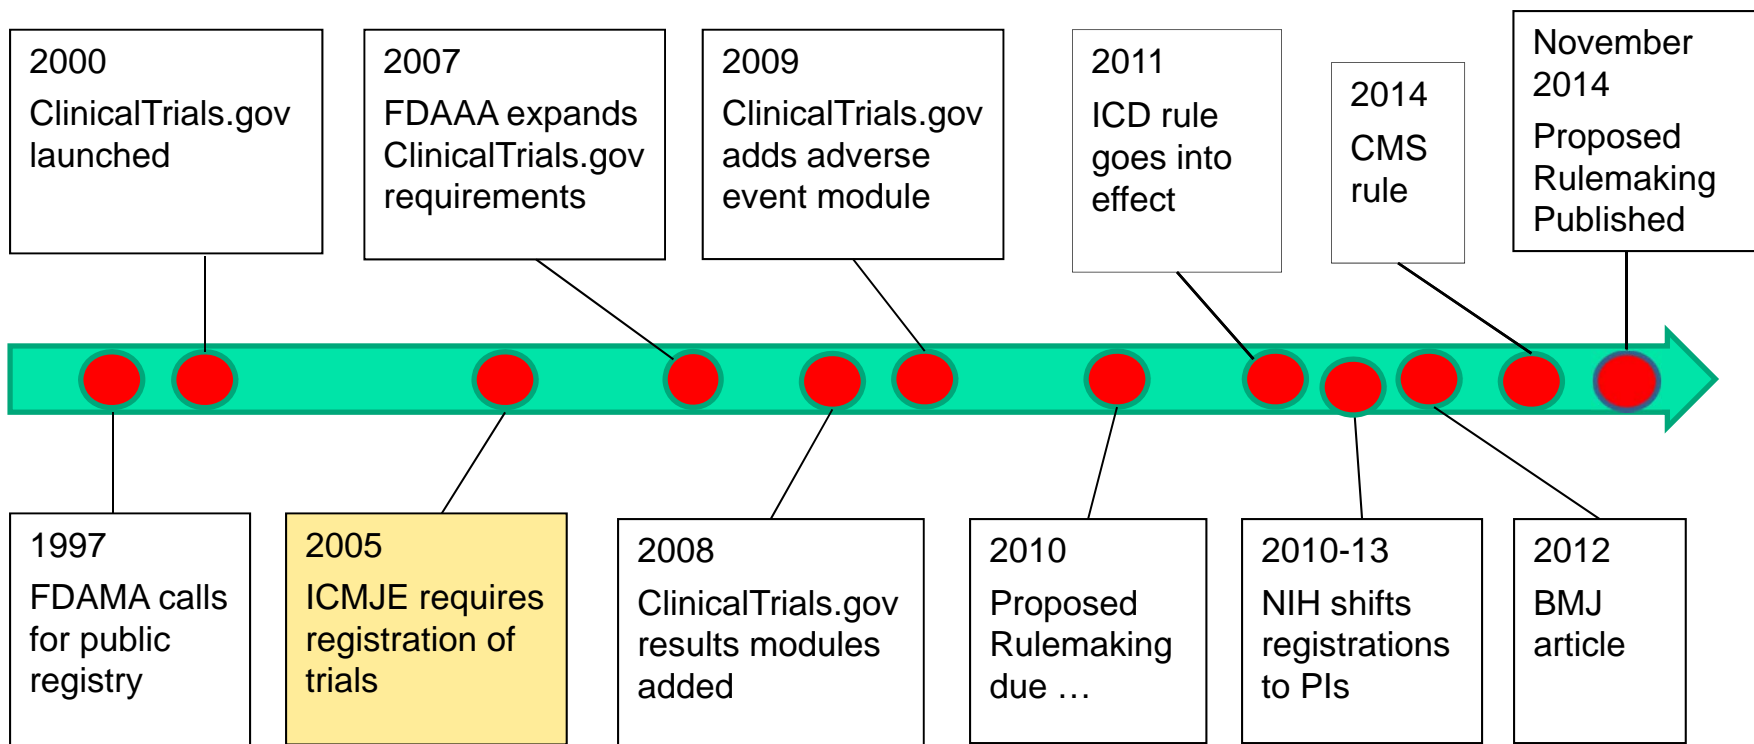 2000
ClinicalTrials.gov
launched
2007
FDAAA expands
ClinicalTrials.gov
requirements
2009
ClinicalTrials.gov
adds adverse
event module
2011
ICD rule
goes into
effect
2014
CMS
rule
November
2014
Proposed
Rulemaking
Published
1997
FDAMA calls
for public
registry
2005
ICMJE requires
registration of
trials
2008
ClinicalTrials.gov
results modules
added
2010
Proposed
Rulemaking
due …
2010-13
NIH shifts
registrations
to PIs
2012
BMJ
article